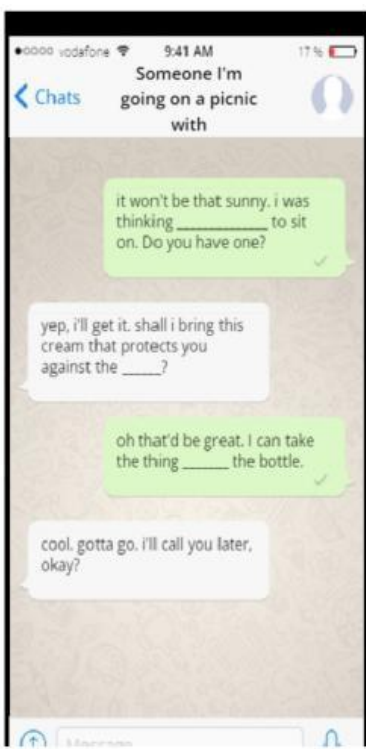 vodafone 9:41 AM 17 %
Someone I'm
Chats going on a picnic
with
it won't be that sunny. i was
thinking ____________ to sit
on. Do you have one?
yep, i'll get it. shall i bring this
cream that protects you
against the _____?
oh that'd be great. I can take
the thing ______ the bottle.
cool. gotta go. i'll call you later,
okay?
Message